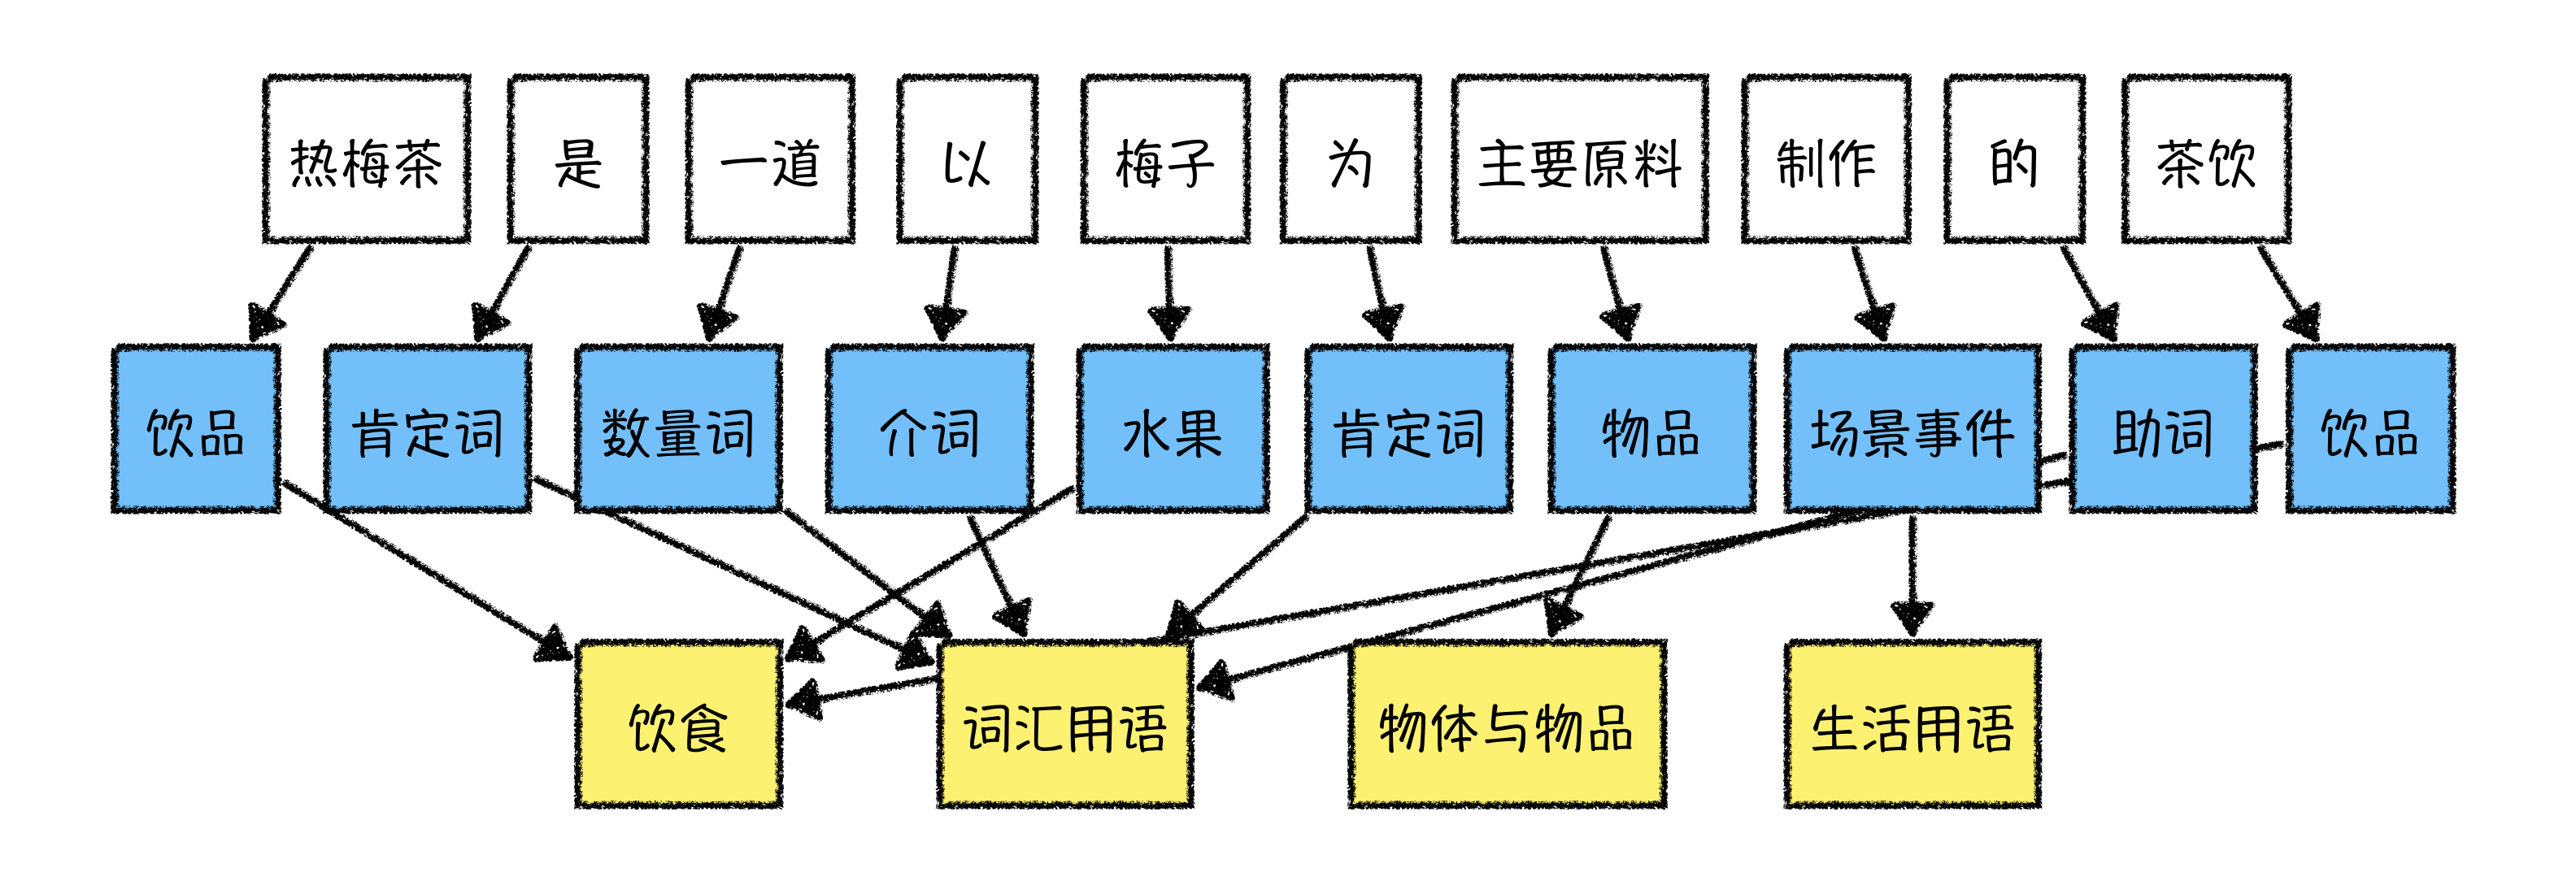 热梅茶 是 一道 以 梅子 为 主要原料 制作 的 茶饮
饮品 肯定词 数量词 介词 水果 肯定词 物品 场景事件 助词 饮品
饮食 词汇用语 物体与物品 生活用语